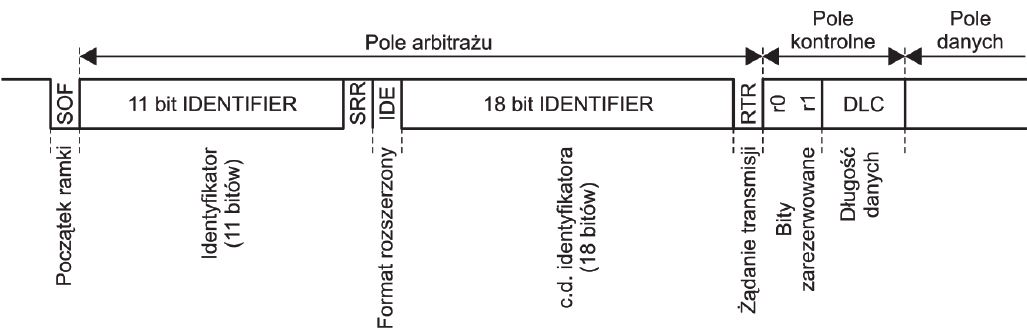 Pole arbitrażu
Pole
kontrolne
Pole
danych
SOF
11 bit IDENTIFIER
SRR
IDE
18 bit IDENTIFIER
RTR
r0
r1
DLC
Początek ramki
Identyfikator
(11 bitów)
Format rozszerzony
c.d. identyfikatora
(18 bitów)
Żądanie transmisji
Bity
zarezerwowane
Długość
danych